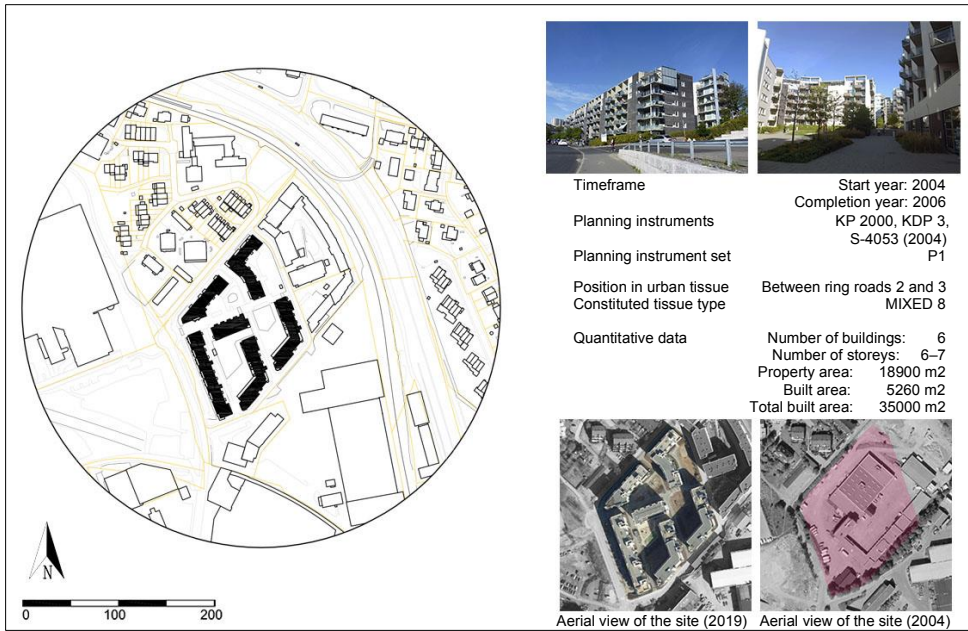 Timeframe Start year: 2004
Completion year: 2006
Planning instruments KP 2000, KDP 3,
S-4053 (2004)
Planning instrument set P1
Position in urban tissue Between ring roads 2 and 3
Constituted tissue type MIXED 8
Quantitative data Number of buildings: 6
Number of storeys: 6–7
Property area: 18900 m2
Built area: 5260 m2
Total built area: 35000 m2
N
0 100 200
Aerial view of the site (2019) Aerial view of the site (2004)